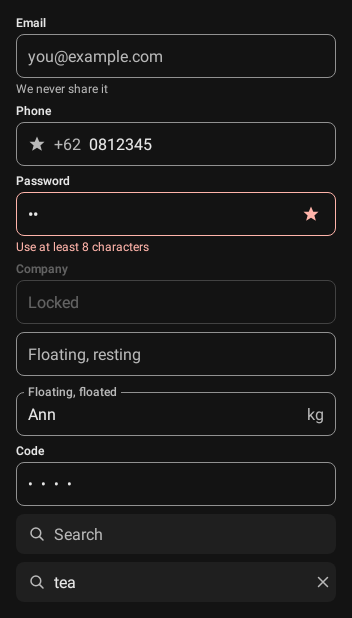 Email
you@example.com
We never share it
Phone
+62 0812345
Password
••
Use at least 8 characters
Company
Locked
Floating, resting
Floating, floated
Ann kg
Code
• • • •
Search
tea